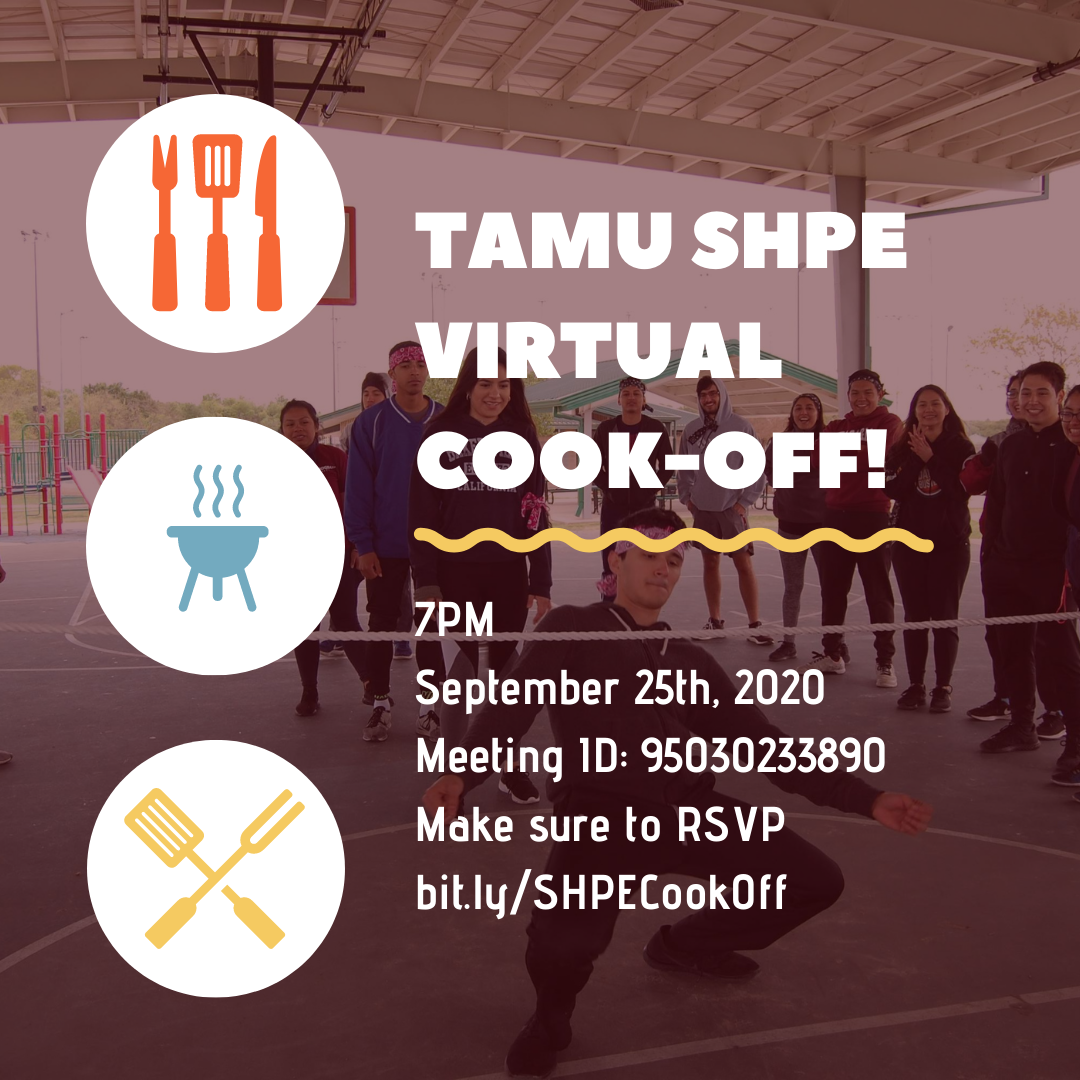 TAMU SHPE
VIRTUAL
COOK-OFF!
7PM
September 25th, 2020
Meeting ID: 95030233890
Make sure to RSVP
bit.ly/SHPECookOff
CALIFORNIA